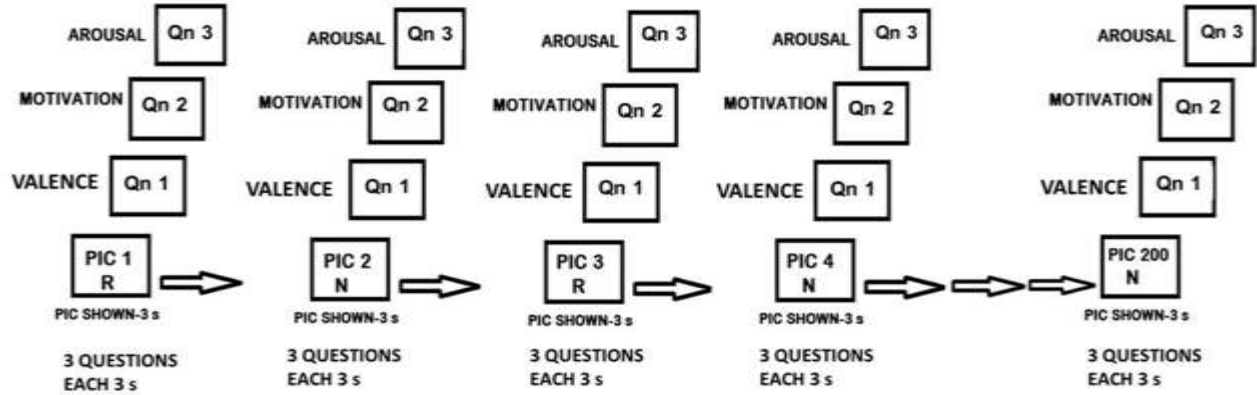 AROUSAL Qn 3
MOTIVATION Qn 2
VALENCE Qn 1
PIC 1
R
PIC SHOWN-3 s
3 QUESTIONS
EACH 3 s
AROUSAL Qn 3
MOTIVATION Qn 2
VALENCE Qn 1
PIC 2
N
PIC SHOWN-3 s
3 QUESTIONS
EACH 3 s
AROUSAL Qn 3
MOTIVATION Qn 2
VALENCE Qn 1
PIC 3
R
PIC SHOWN-3 s
3 QUESTIONS
EACH 3 s
AROUSAL Qn 3
MOTIVATION Qn 2
VALENCE Qn 1
PIC 4
N
PIC SHOWN-3 s
3 QUESTIONS
EACH 3 s
AROUSAL Qn 3
MOTIVATION Qn 2
VALENCE Qn 1
PIC 200
N
PIC SHOWN-3 s
3 QUESTIONS
EACH 3 s